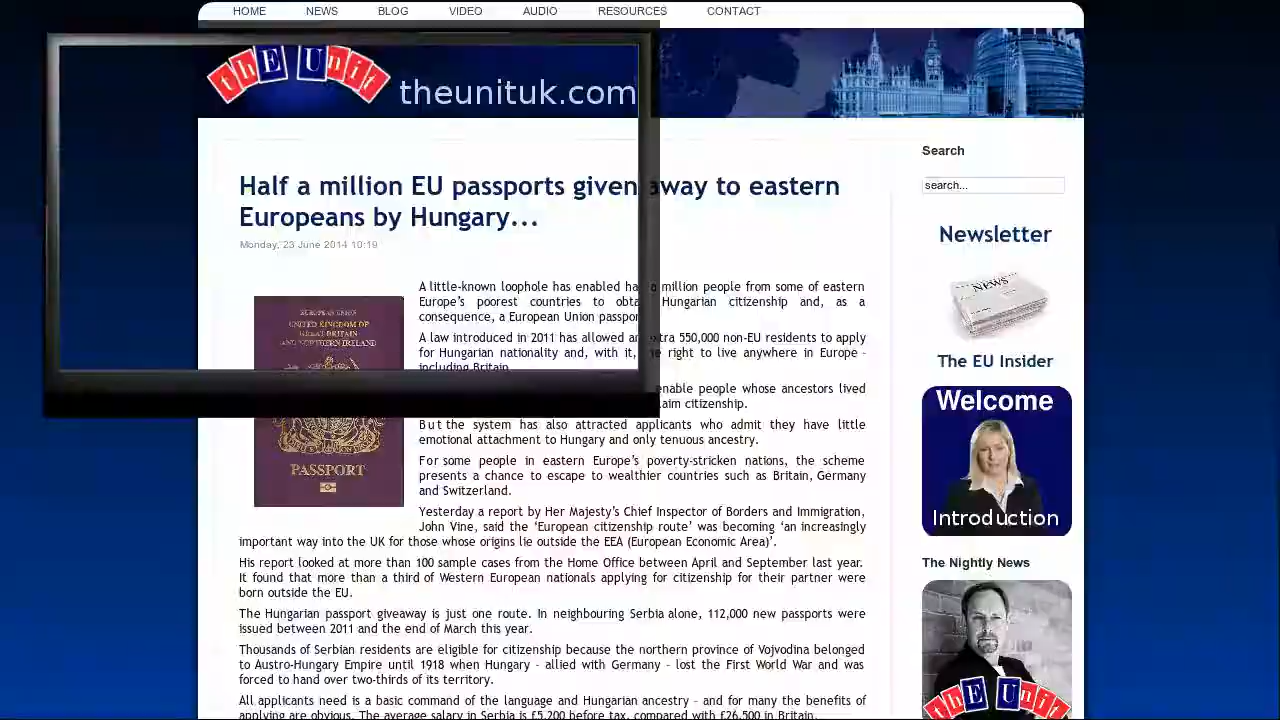 HOME NEWS BLOG VIDEO AUDIO RESOURCES CONTACT
thE Unit theunituk.com
Half a million EU passports given away to eastern
Europeans by Hungary...
Monday, 23 June 2014 10:19
A little-known loophole has enabled half a million people from some of eastern
Europe’s poorest countries to obtain Hungarian citizenship and, as a
consequence, a European Union passport
A law introduced in 2011 has allowed an extra 550,000 non-EU residents to apply
for Hungarian nationality and, with it, the right to live anywhere in Europe -
including Britain.
enable people whose ancestors lived
claim citizenship.
But the system has also attracted applicants who admit they have little
emotional attachment to Hungary and only tenuous ancestry.
For some people in eastern Europe’s poverty-stricken nations, the scheme
presents a chance to escape to wealthier countries such as Britain, Germany
and Switzerland.
Yesterday a report by Her Majesty’s Chief Inspector of Borders and Immigration,
John Vine, said the ‘European citizenship route’ was becoming ‘an increasingly
important way into the UK for those whose origins lie outside the EEA (European Economic Area)’.
His report looked at more than 100 sample cases from the Home Office between April and September last year.
It found that more than a third of Western European nationals applying for citizenship for their partner were
born outside the EU.
The Hungarian passport giveaway is just one route. In neighbouring Serbia alone, 112,000 new passports were
issued between 2011 and the end of March this year.
Thousands of Serbian residents are eligible for citizenship because the northern province of Vojvodina belonged
to Austro-Hungary Empire until 1918 when Hungary - allied with Germany - lost the First World War and was
forced to hand over two-thirds of its territory.
All applicants need is a basic command of the language and Hungarian ancestry - and for many the benefits of
applying are obvious. The average salary in Serbia is £5,200 before tax, compared with £26,500 in Britain.
EUROPEAN UNION
UNITED KINGDOM OF
GREAT BRITAIN
AND NORTHERN IRELAND
PASSPORT
Search
search...
Newsletter
NEWS
The EU Insider
Welcome
Introduction
The Nightly News
thE Unit